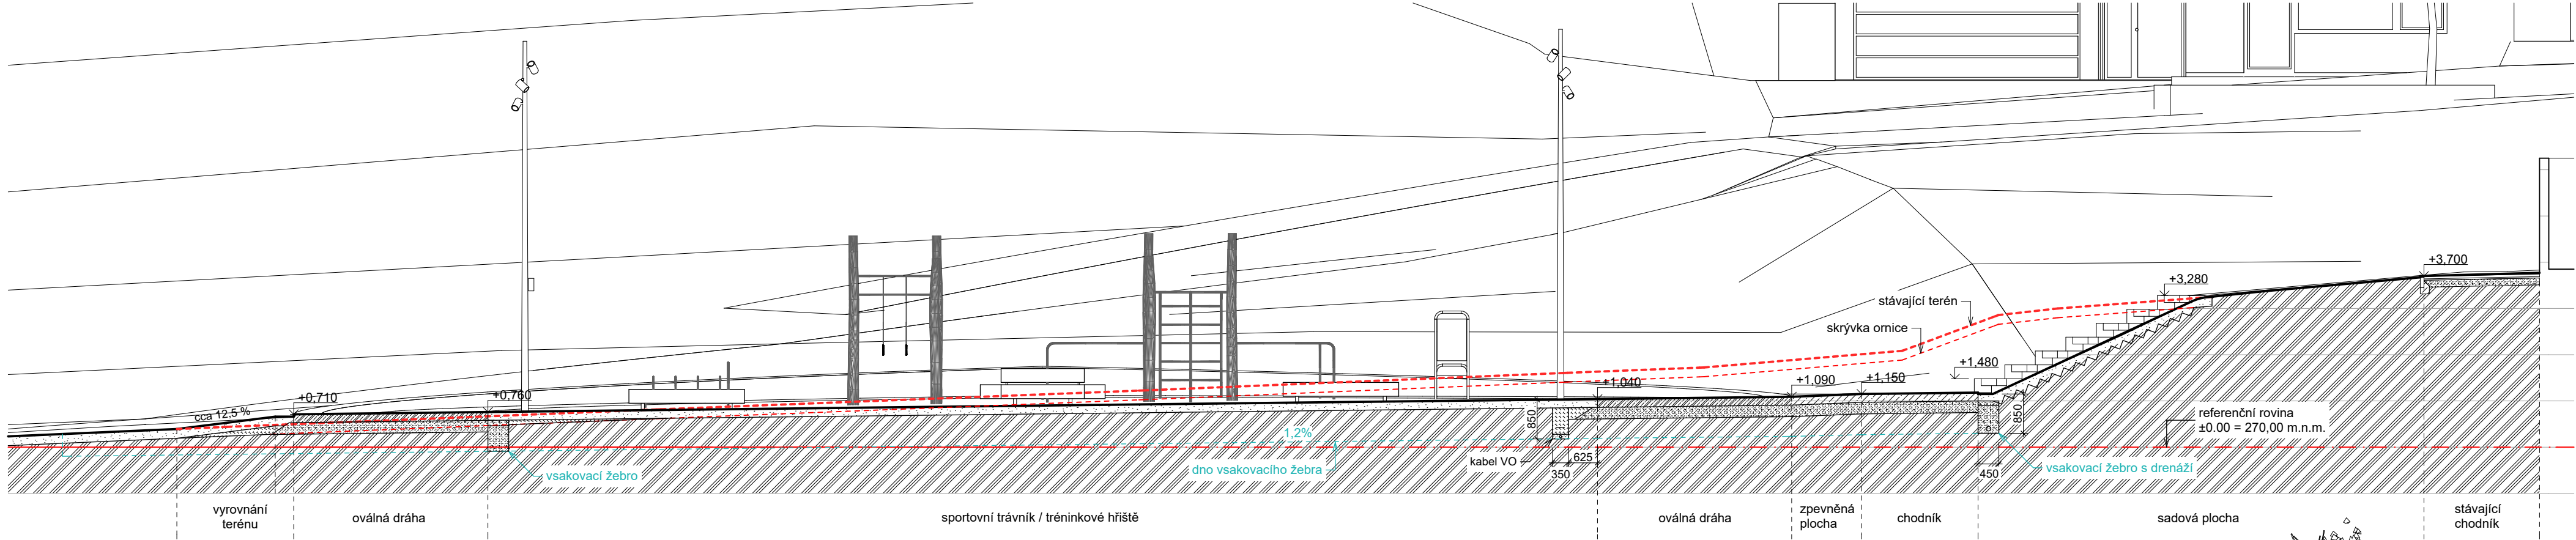 +3,700
+3,280
stávající terén
skrývka ornice
+1,480
+1,150
+1,090
+1,040
+0,760
+0,710
cca 12,5 %
850
850
referenční rovina
±0.00 = 270,00 m.n.m.
1,2%
kabel VO
625
350
450
dno vsakovacího žebra
vsakovací žebro
vsakovací žebro s drenáží
vyrovnání
terénu
oválná dráha
sportovní trávník / tréninkové hřiště
oválná dráha
zpevněná
plocha
chodník
sadová plocha
stávající
chodník